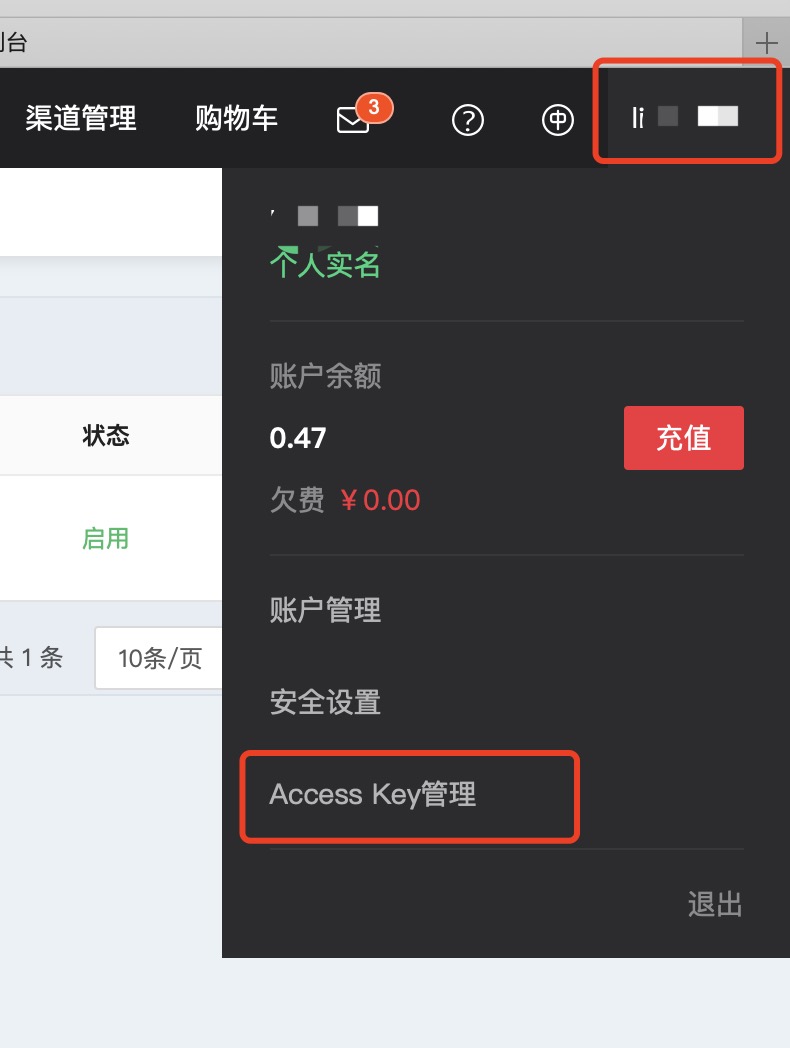 台
渠道管理 购物车 3 中 li
个人实名
账户余额
0.47 充值
欠费 ¥0.00
状态
启用
账户管理
共 1 条 10条/页
安全设置
Access Key管理
退出